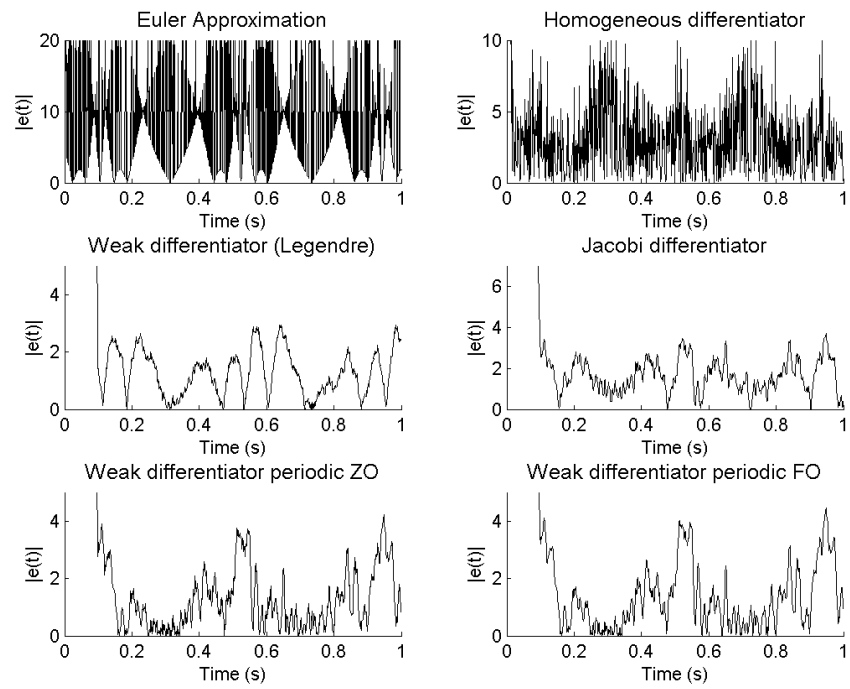 Euler Approximation
20
10
0
|e(t)|
0 0.2 0.4 0.6 0.8 1
Time (s)
Homogeneous differentiator
10
5
0
|e(t)|
0 0.2 0.4 0.6 0.8 1
Time (s)
Weak differentiator (Legendre)
4
2
0
|e(t)|
0 0.2 0.4 0.6 0.8 1
Time (s)
Jacobi differentiator
6
4
2
0
|e(t)|
0 0.2 0.4 0.6 0.8 1
Time (s)
Weak differentiator periodic ZO
4
2
0
|e(t)|
0 0.2 0.4 0.6 0.8 1
Time (s)
Weak differentiator periodic FO
4
2
0
|e(t)|
0 0.2 0.4 0.6 0.8 1
Time (s)